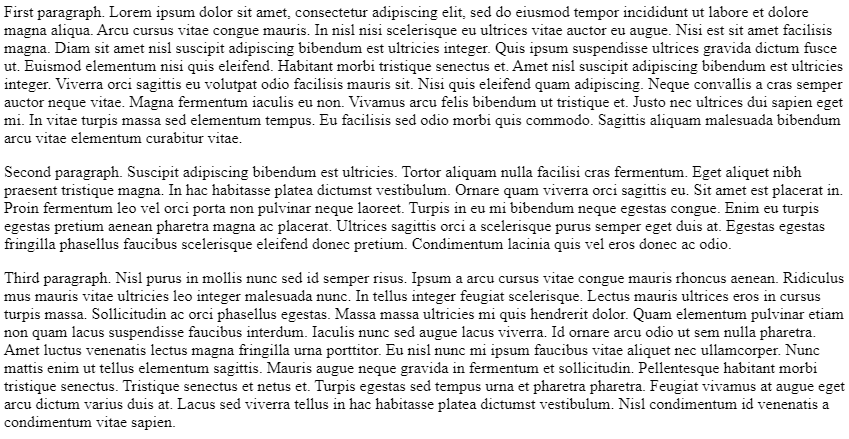 First paragraph. Lorem ipsum dolor sit amet, consectetur adipiscing elit, sed do eiusmod tempor incididunt ut labore et dolore
magna aliqua. Arcu cursus vitae congue mauris. In nisl nisi scelerisque eu ultrices vitae auctor eu augue. Nisi est sit amet facilisis
magna. Diam sit amet nisl suscipit adipiscing bibendum est ultricies integer. Quis ipsum suspendisse ultrices gravida dictum fusce
ut. Euismod elementum nisi quis eleifend. Habitant morbi tristique senectus et. Amet nisl suscipit adipiscing bibendum est ultricies
integer. Viverra orci sagittis eu volutpat odio facilisis mauris sit. Nisi quis eleifend quam adipiscing. Neque convallis a cras semper
auctor neque vitae. Magna fermentum iaculis eu non. Vivamus arcu felis bibendum ut tristique et. Justo nec ultrices dui sapien eget
mi. In vitae turpis massa sed elementum tempus. Eu facilisis sed odio morbi quis commodo. Sagittis aliquam malesuada bibendum
arcu vitae elementum curabitur vitae.
Second paragraph. Suscipit adipiscing bibendum est ultricies. Tortor aliquam nulla facilisi cras fermentum. Eget aliquet nibh
praesent tristique magna. In hac habitasse platea dictumst vestibulum. Ornare quam viverra orci sagittis eu. Sit amet est placerat in.
Proin fermentum leo vel orci porta non pulvinar neque laoreet. Turpis in eu mi bibendum neque egestas congue. Enim eu turpis
egestas pretium aenean pharetra magna ac placerat. Ultrices sagittis orci a scelerisque purus semper eget duis at. Egestas egestas
fringilla phasellus faucibus scelerisque eleifend donec pretium. Condimentum lacinia quis vel eros donec ac odio.
Third paragraph. Nisl purus in mollis nunc sed id semper risus. Ipsum a arcu cursus vitae congue mauris rhoncus aenean. Ridiculus
mus mauris vitae ultricies leo integer malesuada nunc. In tellus integer feugiat scelerisque. Lectus mauris ultrices eros in cursus
turpis massa. Sollicitudin ac orci phasellus egestas. Massa massa ultricies mi quis hendrerit dolor. Quam elementum pulvinar etiam
non quam lacus suspendisse faucibus interdum. Iaculis nunc sed augue lacus viverra. Id ornare arcu odio ut sem nulla pharetra.
Amet luctus venenatis lectus magna fringilla urna porttitor. Eu nisl nunc mi ipsum faucibus vitae aliquet nec ullamcorper. Nunc
mattis enim ut tellus elementum sagittis. Mauris augue neque gravida in fermentum et sollicitudin. Pellentesque habitant morbi
tristique senectus. Tristique senectus et netus et. Turpis egestas sed tempus urna et pharetra pharetra. Feugiat vivamus at augue eget
arcu dictum varius duis at. Lacus sed viverra tellus in hac habitasse platea dictumst vestibulum. Nisl condimentum id venenatis a
condimentum vitae sapien.